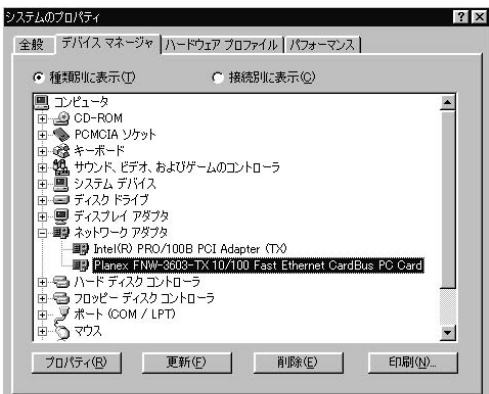 システムのプロパティ
全般 デバイス マネージャ ハードウェア プロファイル パフォーマンス
種類別に表示(T) 接続別に表示(C)
コンピュータ
CD-ROM
PCMCIA ソケット
キーボード
サウンド、ビデオ、およびゲームのコントローラ
システム デバイス
ディスク ドライブ
ディスプレイ アダプタ
ネットワーク アダプタ
Intel(R) PRO/100B PCI Adapter (TX)
Planex FNW-3603-TX 10/100 Fast Ethernet CardBus PC Card
ハード ディスク コントローラ
フロッピー ディスク コントローラ
ポート (COM / LPT)
マウス
プロパティ(R) 更新(F) 削除(E) 印刷(N)...